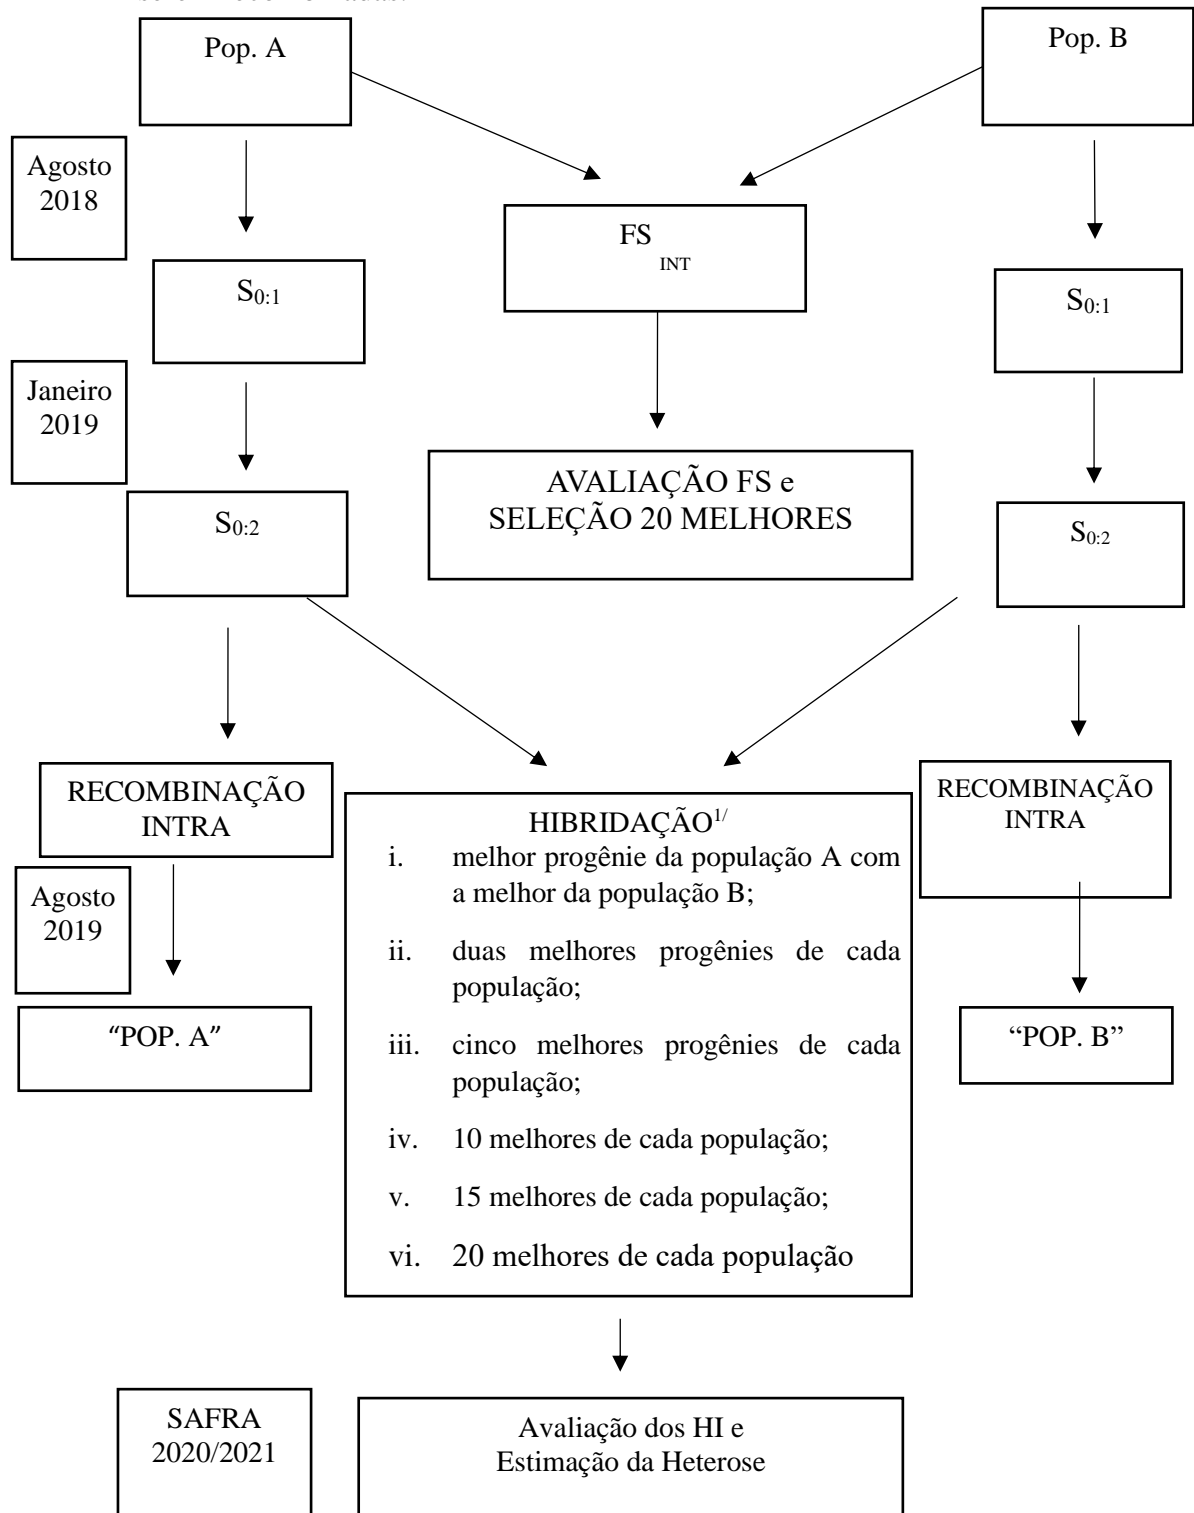 Pop. A
Pop. B
Agosto
2018
FS
INT
S0:1
S0:1
Janeiro
2019
AVALIAÇÃO FS e
SELEÇÃO 20 MELHORES
S0:2
S0:2
RECOMBINAÇÃO
INTRA
HIBRIDAÇÃO1/
i. melhor progênie da população A com
a melhor da população B;
ii. duas melhores progênies de cada
população;
iii. cinco melhores progênies de cada
população;
iv. 10 melhores de cada população;
v. 15 melhores de cada população;
vi. 20 melhores de cada população
RECOMBINAÇÃO
INTRA
Agosto
2019
"POP. A"
“POP. B”
SAFRA
2020/2021
Avaliação dos HI e
Estimação da Heterose